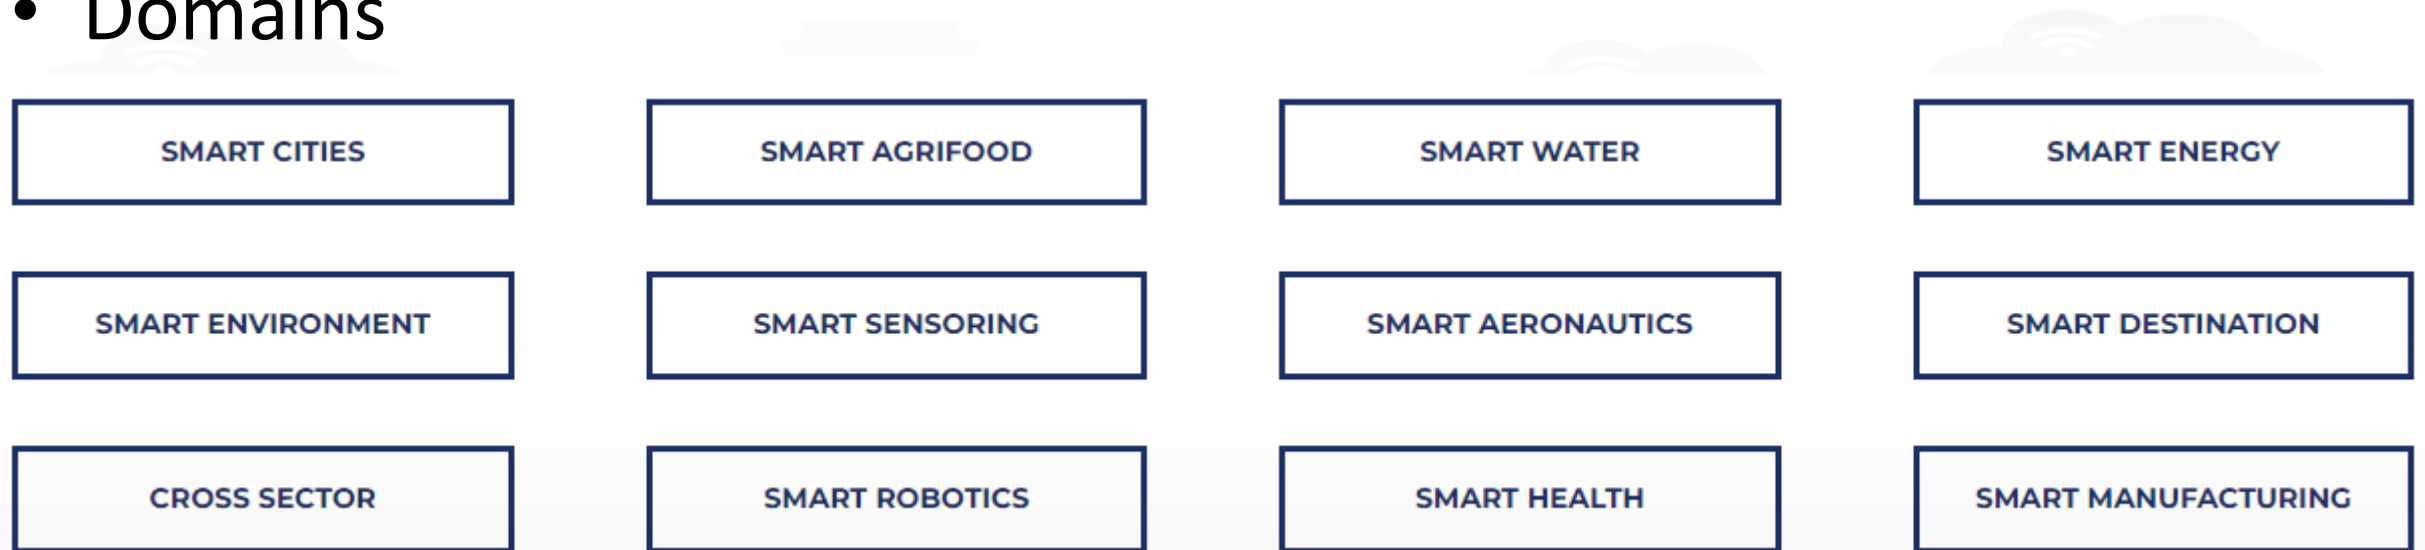 • Domains
SMART CITIES
SMART AGRIFOOD
SMART WATER
SMART ENERGY
SMART ENVIRONMENT
SMART SENSORING
SMART AERONAUTICS
SMART DESTINATION
CROSS SECTOR
SMART ROBOTICS
SMART HEALTH
SMART MANUFACTURING